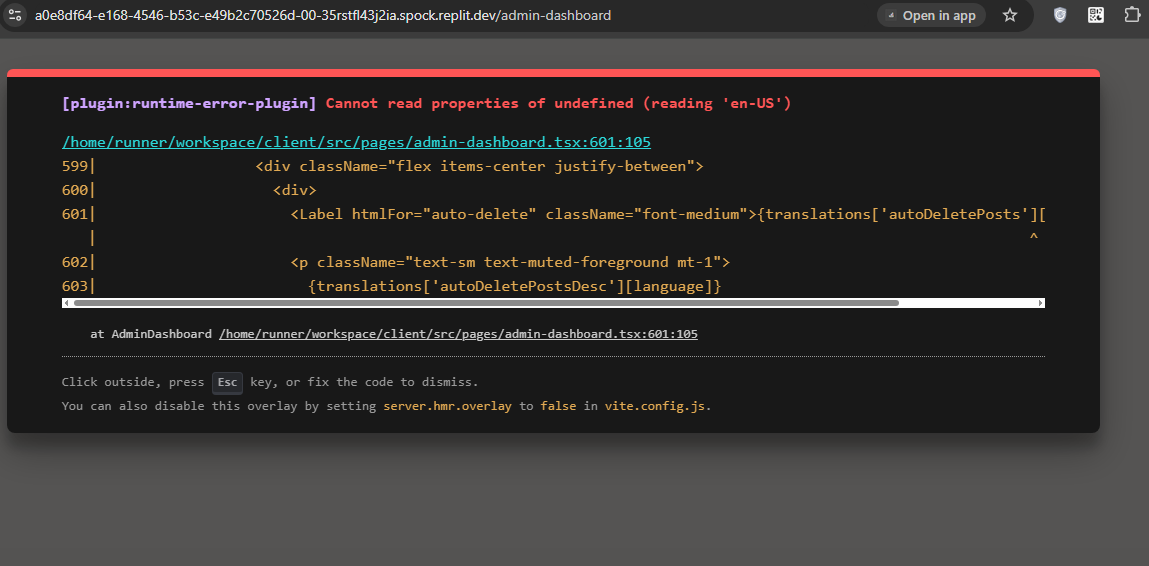 a0e8df64-e168-4546-b53c-e49b2c70526d-00-35rstfl43j2ia.spock.replit.dev/admin-dashboard
Open in app
[plugin:runtime-error-plugin] Cannot read properties of undefined (reading 'en-US')
/home/runner/workspace/client/src/pages/admin-dashboard.tsx:601:105
599| <div className="flex items-center justify-between">
600| <div>
601| <Label htmlFor="auto-delete" className="font-medium">{translations['autoDeletePosts'][
| ^
602| <p className="text-sm text-muted-foreground mt-1">
603| {translations['autoDeletePostsDesc'][language]}
at AdminDashboard /home/runner/workspace/client/src/pages/admin-dashboard.tsx:601:105
Click outside, press Esc key, or fix the code to dismiss.
You can also disable this overlay by setting server.hmr.overlay to false in vite.config.js.